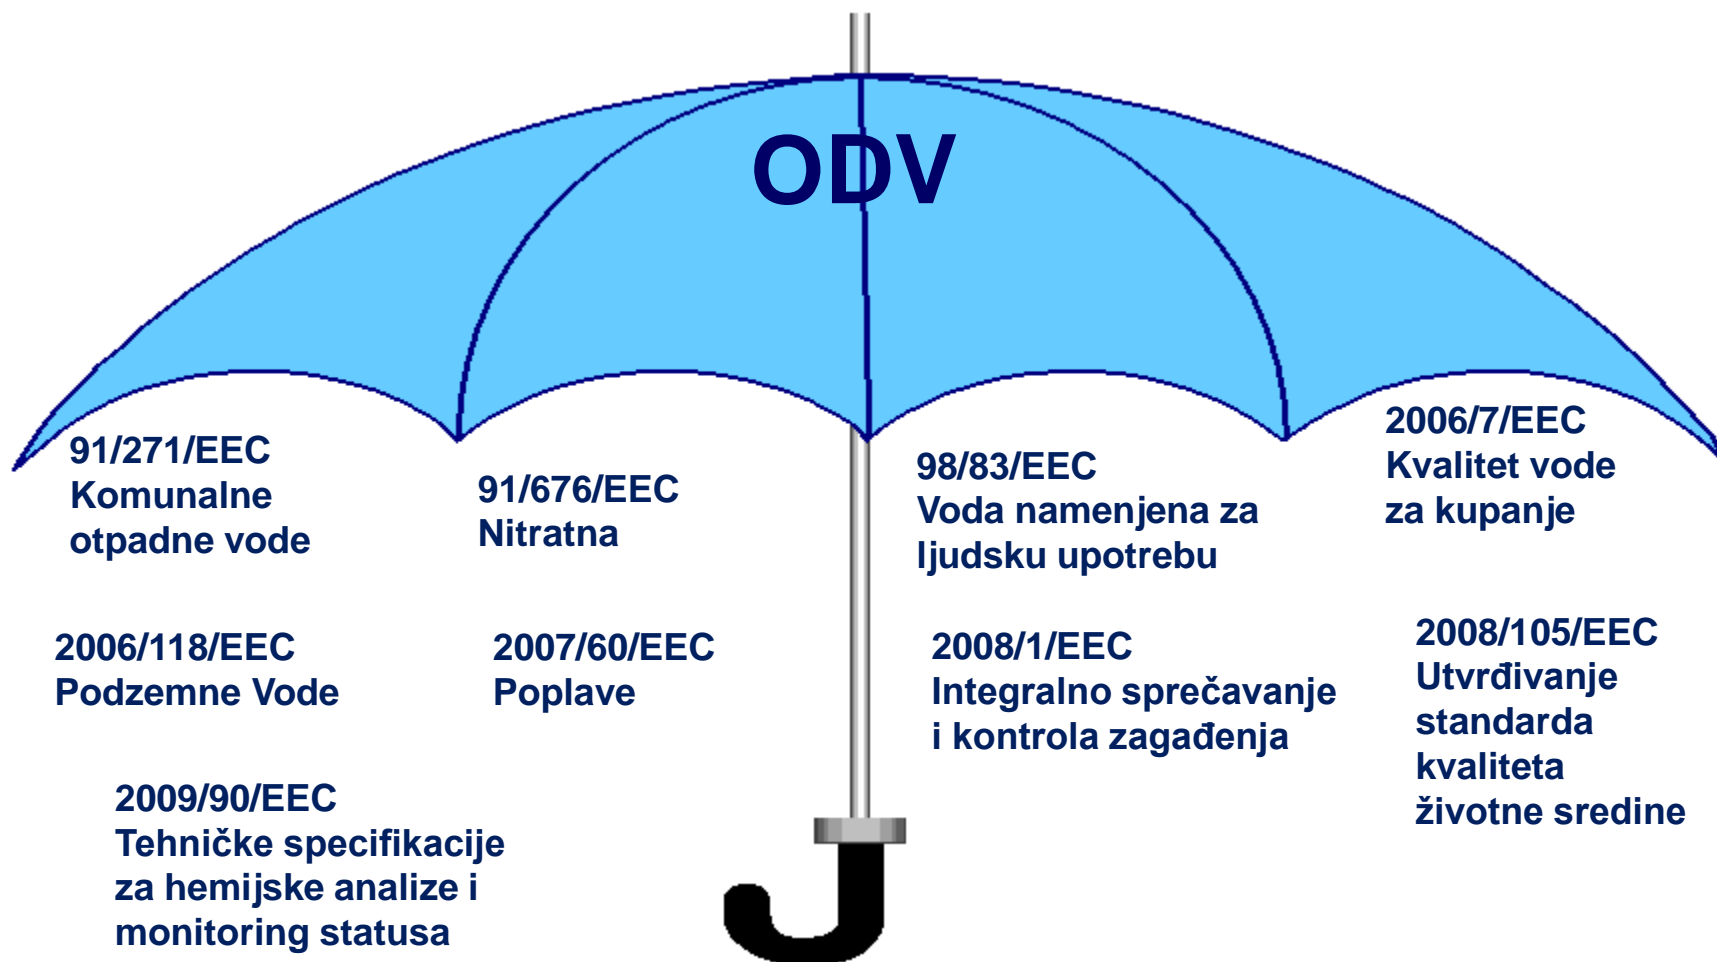 ODV
91/271/EEC
Komunalne
otpadne vode
91/676/EEC
Nitratna
98/83/EEC
Voda namenjena za
ljudsku upotrebu
2006/7/EEC
Kvalitet vode
za kupanje
2006/118/EEC
Podzemne Vode
2007/60/EEC
Poplave
2008/1/EEC
Integralno sprečavanje
i kontrola zagađenja
2008/105/EEC
Utvrđivanje
standarda
kvaliteta
životne sredine
2009/90/EEC
Tehničke specifikacije
za hemijske analize i
monitoring statusa